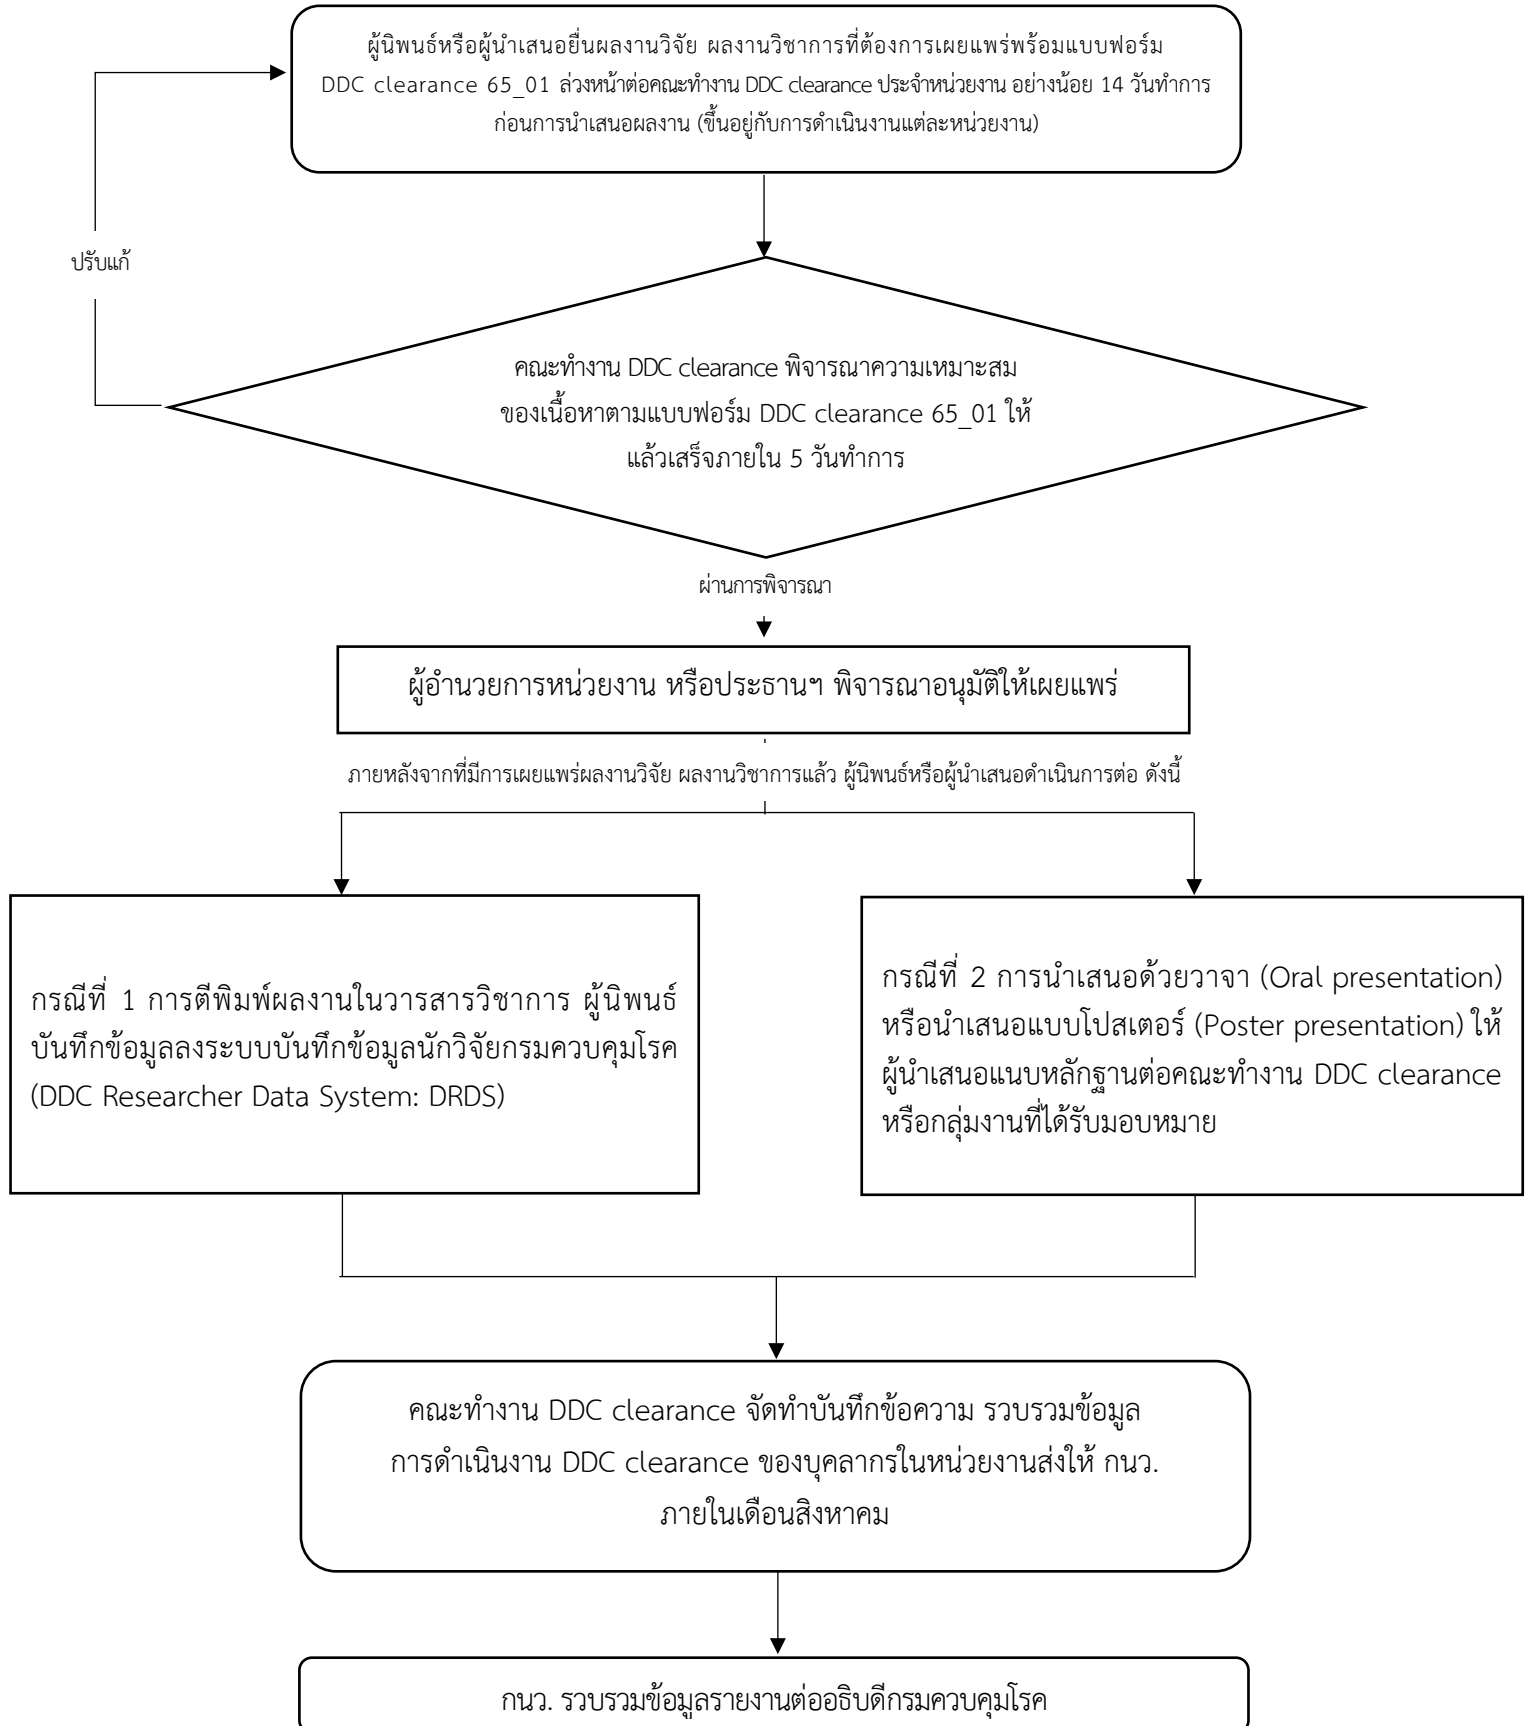 ผู้นิพนธ์หรือผู้นำเสนอยื่นผลงานวิจัย ผลงานวิชาการที่ต้องการเผยแพร่พร้อมแบบฟอร์ม
DDC clearance 65_01 ล่วงหน้าต่อคณะทำงาน DDC clearance ประจำหน่วยงาน อย่างน้อย 14 วันทำการ
ก่อนการนำเสนอผลงาน (ขึ้นอยู่กับการดำเนินงานแต่ละหน่วยงาน)
ปรับแก้
คณะทำงาน DDC clearance พิจารณาความเหมาะสม
ของเนื้อหาตามแบบฟอร์ม DDC clearance 65_01 ให้
แล้วเสร็จภายใน 5 วันทำการ
ผ่านการพิจารณา
ผู้อำนวยการหน่วยงาน หรือประธานฯ พิจารณาอนุมัติให้เผยแพร่
ภายหลังจากที่มีการเผยแพร่ผลงานวิจัย ผลงานวิชาการแล้ว ผู้นิพนธ์หรือผู้นำเสนอดำเนินการต่อ ดังนี้
กรณีที่ 1 การตีพิมพ์ผลงานในวารสารวิชาการ ผู้นิพนธ์
บันทึกข้อมูลลงระบบบันทึกข้อมูลนักวิจัยกรมควบคุมโรค
(DDC Researcher Data System: DRDS)
กรณีที่ 2 การนำเสนอด้วยวาจา (Oral presentation)
หรือนำเสนอแบบโปสเตอร์ (Poster presentation) ให้
ผู้นำเสนอแนบหลักฐานต่อคณะทำงาน DDC clearance
หรือกลุ่มงานที่ได้รับมอบหมาย
คณะทำงาน DDC clearance จัดทำบันทึกข้อความ รวบรวมข้อมูล
การดำเนินงาน DDC clearance ของบุคลากรในหน่วยงานส่งให้ กนว.
ภายในเดือนสิงหาคม
กนว. รวบรวมข้อมูลรายงานต่ออธิบดีกรมควบคุมโรค